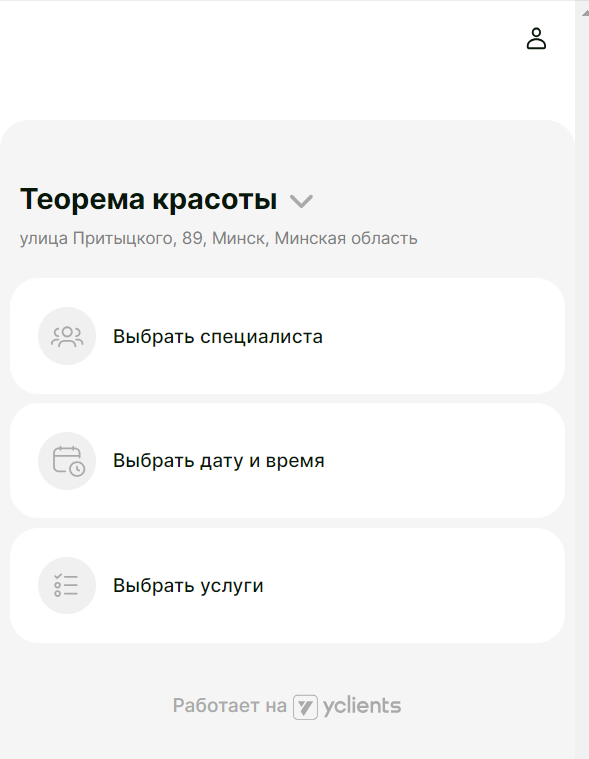 Теорема красоты
улица Притыцкого, 89, Минск, Минская область
Выбрать специалиста
Выбрать дату и время
Выбрать услуги
Работает на yclients